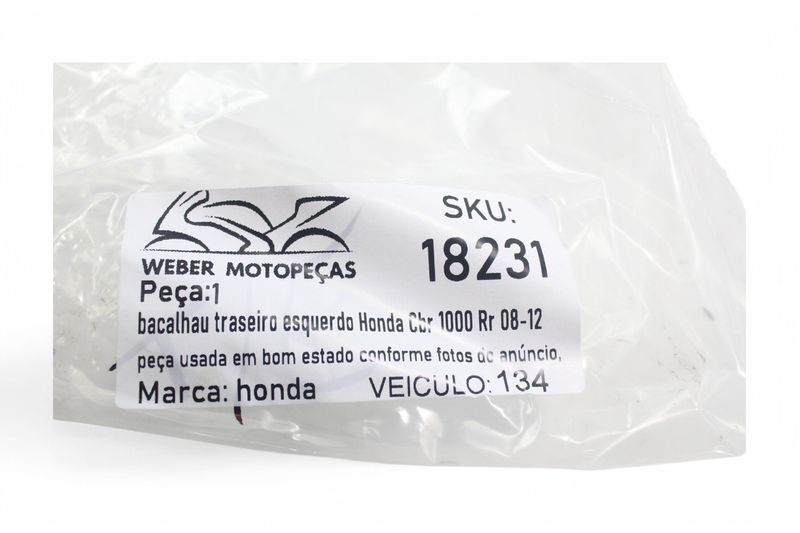 SKU:
18231
WEBER MOTOPEÇAS
Peça:1
bacalhau traseiro esquerdo Honda Cbr 1000 Rr 08-12
peça usada em bom estado conforme fotos do anúncio,
Marca: honda VEICULO: 134